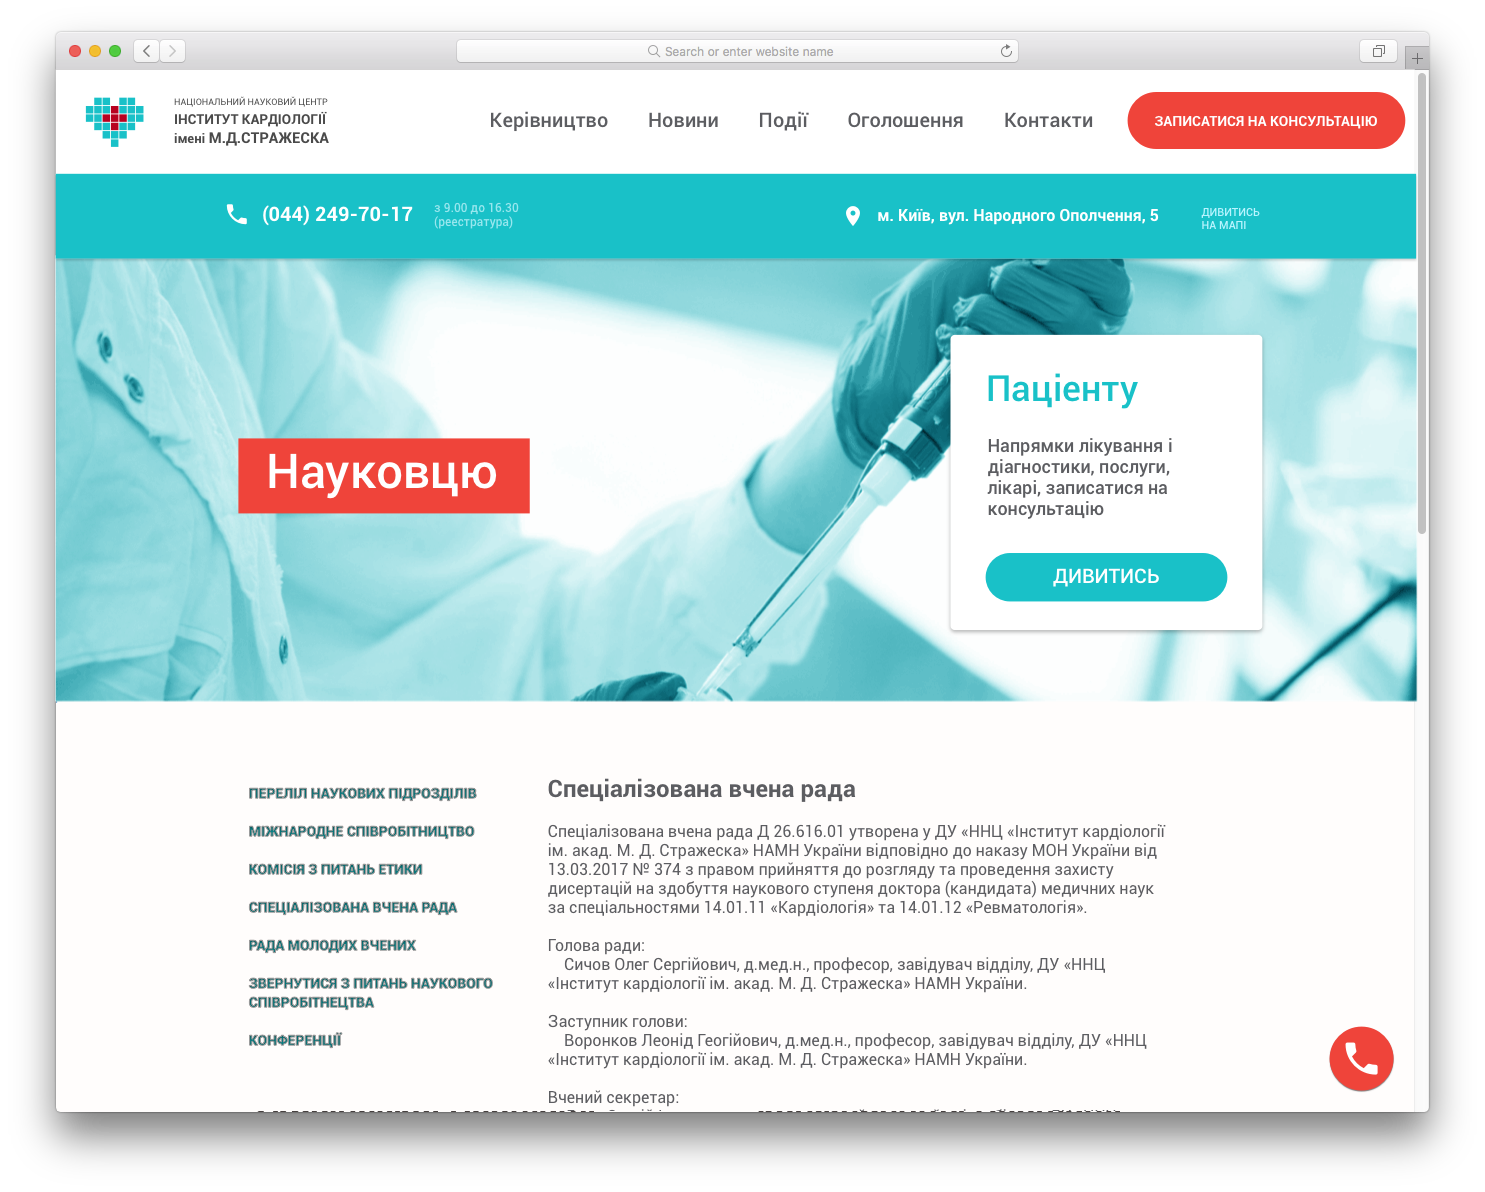 Search or enter website name
НАЦІОНАЛЬНИЙ НАУКОВИЙ ЦЕНТР
ІНСТИТУТ КАРДІОЛОГІЇ
імені М.Д.СТРАЖЕСКА
Керівництво
Новини
Події
Оголошення
Контакти
ЗАПИСАТИСЯ НА КОНСУЛЬТАЦІЮ
(044) 249-70-17
з 9.00 до 16.30
(реестратура)
м. Київ, вул. Народного Ополчення, 5
ДИВИТИСЬ
НА МАПІ
Науковцю
Пацієнту
Напрямки лікування і
діагностики, послуги,
лікарі, записатися на
консультацію
ДИВИТИСЬ
ПЕРЕЛІЛ НАУКОВИХ ПІДРОЗДІЛІВ
МІЖНАРОДНЕ СПІВРОБІТНИЦТВО
КОМІСІЯ З ПИТАНЬ ЕТИКИ
СПЕЦІАЛІЗОВАНА ВЧЕНА РАДА
РАДА МОЛОДИХ ВЧЕНИХ
ЗВЕРНУТИСЯ З ПИТАНЬ НАУКОВОГО
СПІВРОБІТНЕЦТВА
КОНФЕРЕНЦІЇ
Спеціалізована вчена рада
Спеціалізована вчена рада Д 26.616.01 утворена у ДУ «ННЦ «Інститут кардіології
ім. акад. М. Д. Стражеска» НАМН України відповідно до наказу МОН України від
13.03.2017 № 374 з правом прийняття до розгляду та проведення захисту
дисертацій на здобуття наукового ступеня доктора (кандидата) медичних наук
за спеціальностями 14.01.11 «Кардіологія» та 14.01.12 «Ревматологія».
Голова ради:
Сичов Олег Сергійович, д.мед.н., професор, завідувач відділу, ДУ «ННЦ
«Інститут кардіології ім. акад. М. Д. Стражеска» НАМН України.
Заступник голови:
Воронков Леонід Геогійович, д.мед.н., професор, завідувач відділу, ДУ «ННЦ
«Інститут кардіології ім. акад. М. Д. Стражеска» НАМН України.
Вчений секретар: